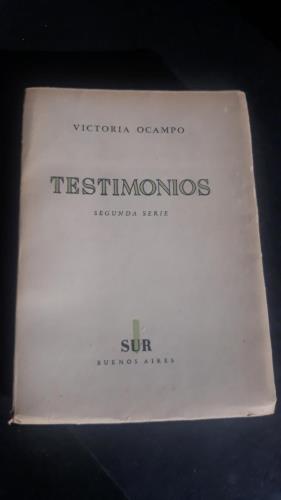 VICTORIA OCAMPO
TESTIMONIOS
SEGUNDA SERIE
SUR
BUENOS AIRES